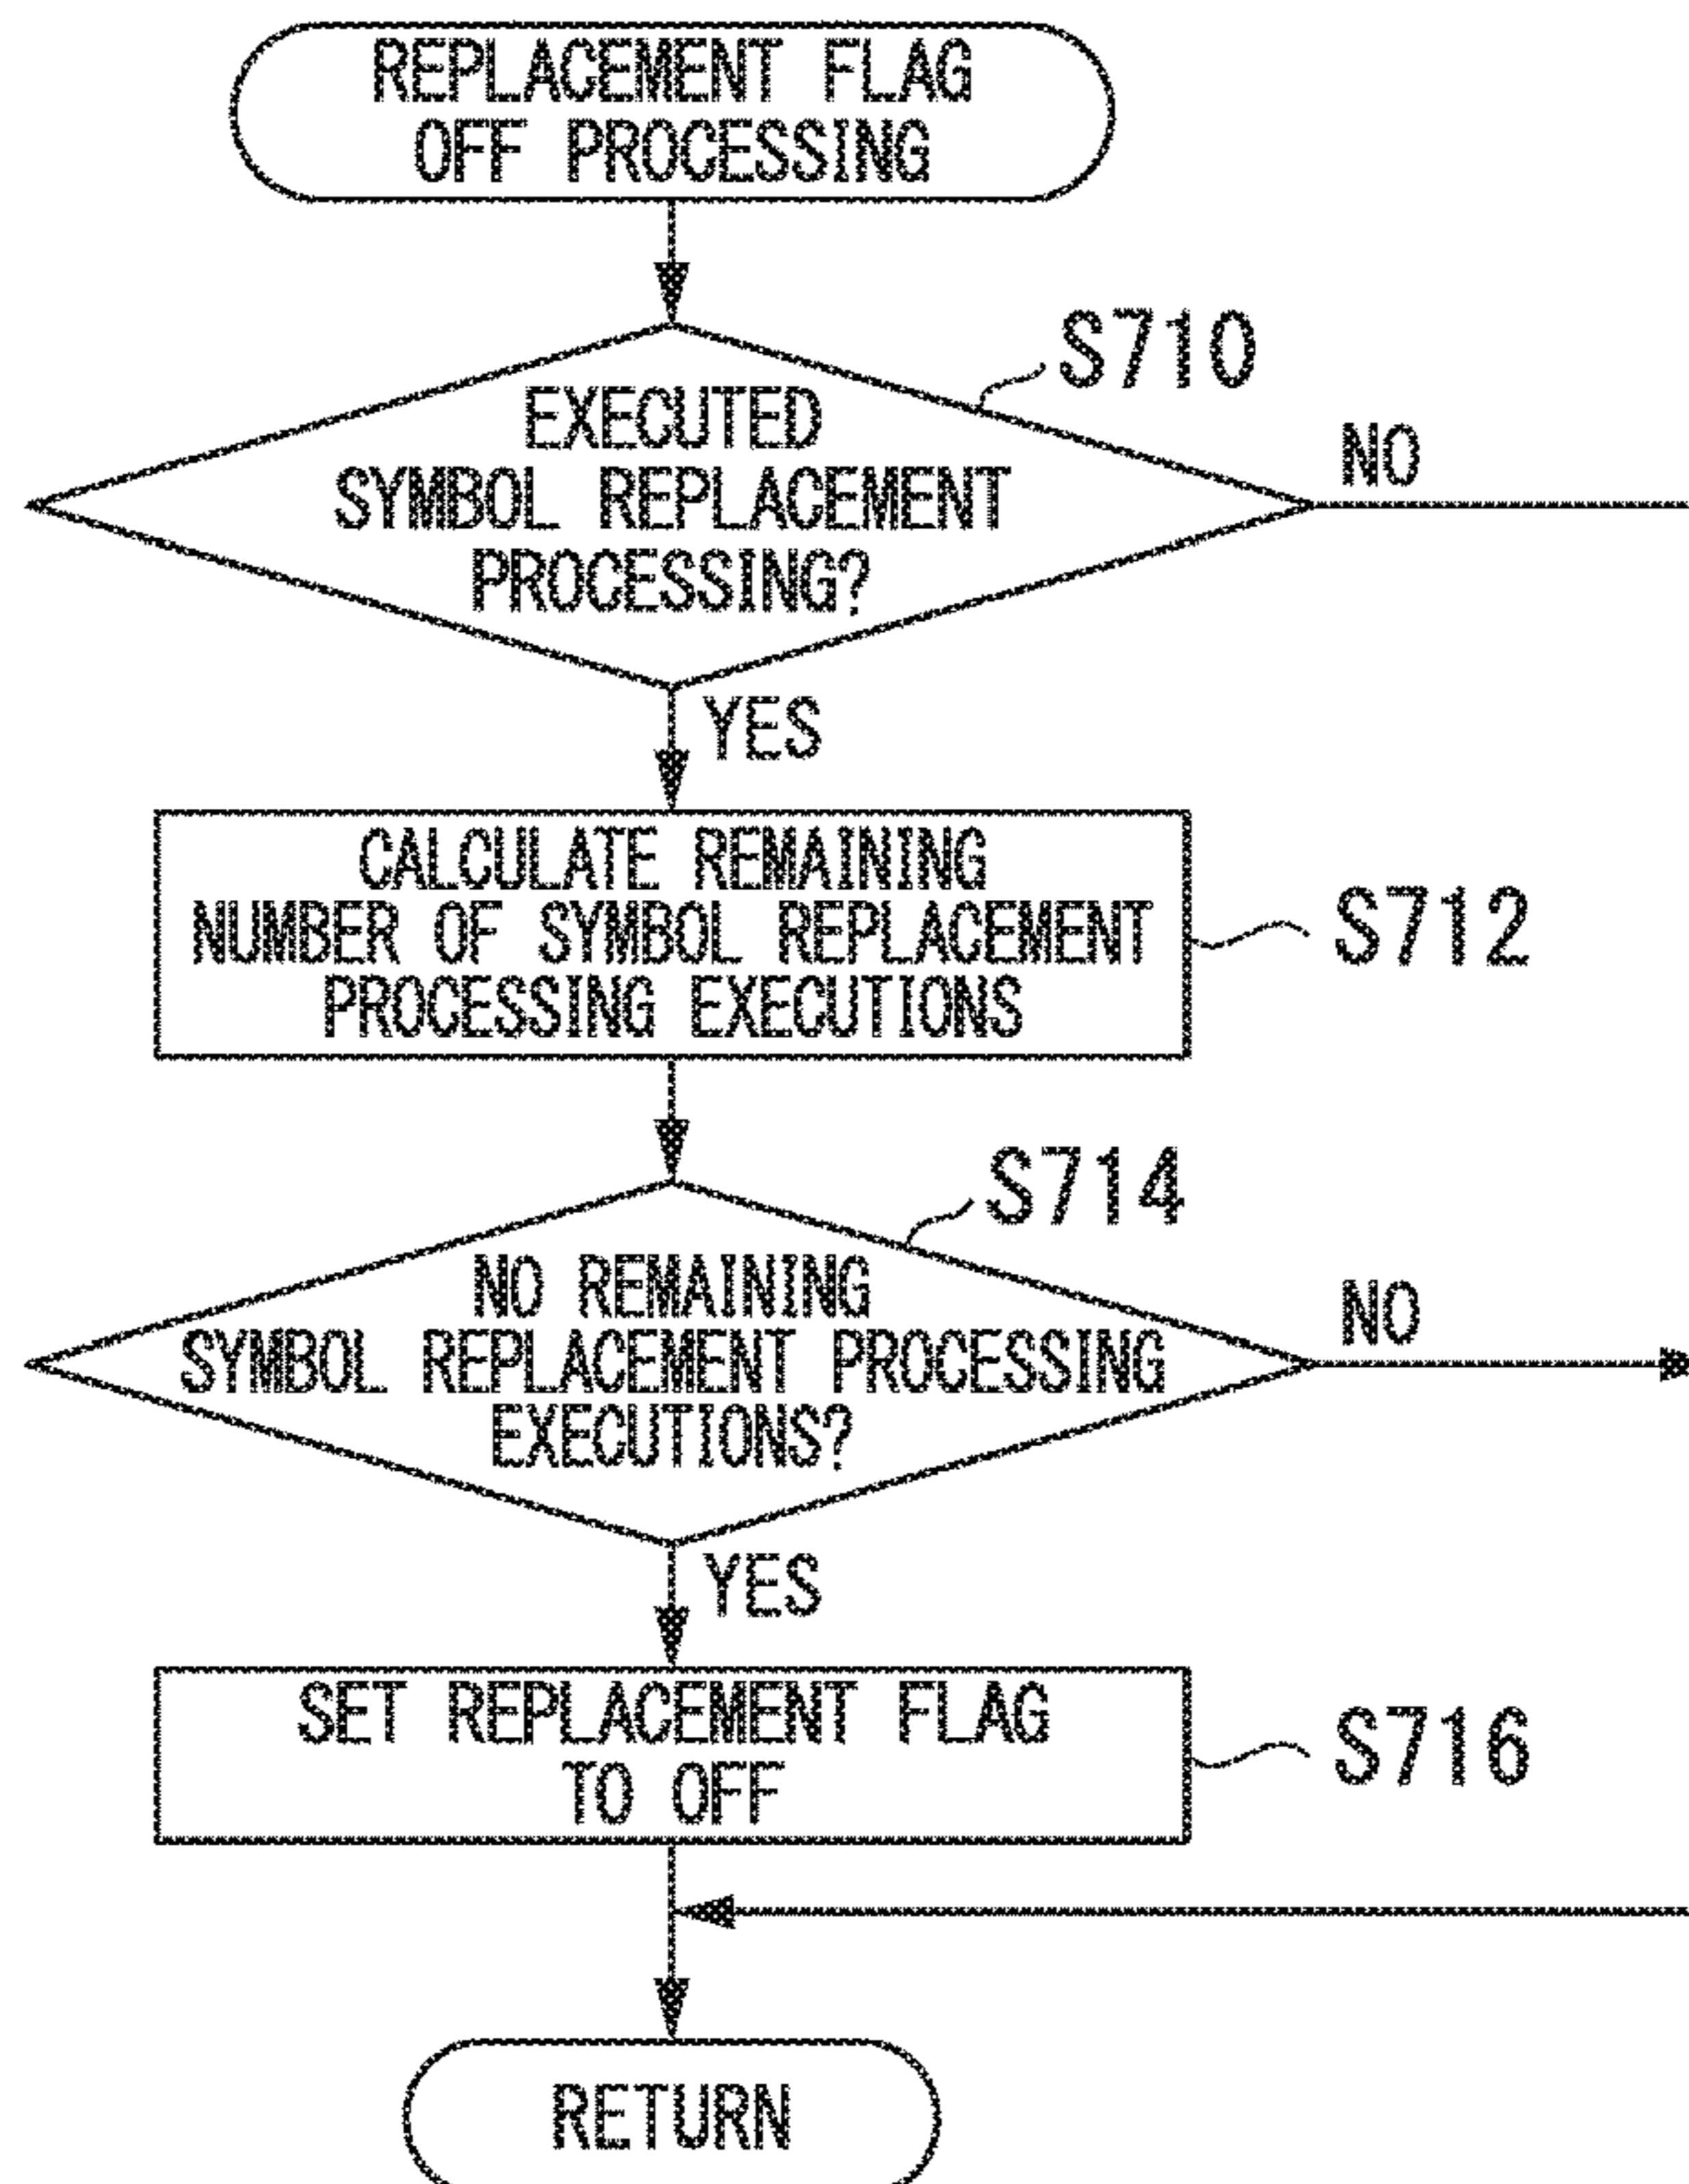 REPLACEMENT FLAG
OFF PROCESSING
S710
EXECUTED
SYMBOL REPLACEMENT
PROCESSING?
NO
YES
CALCULATE REMAINING
NUMBER OF SYMBOL REPLACEMENT
PROCESSING EXECUTIONS
S712
S714
NO REMAINING
SYMBOL REPLACEMENT PROCESSING
EXECUTIONS?
NO
YES
SET REPLACEMENT FLAG
TO OFF
S716
RETURN